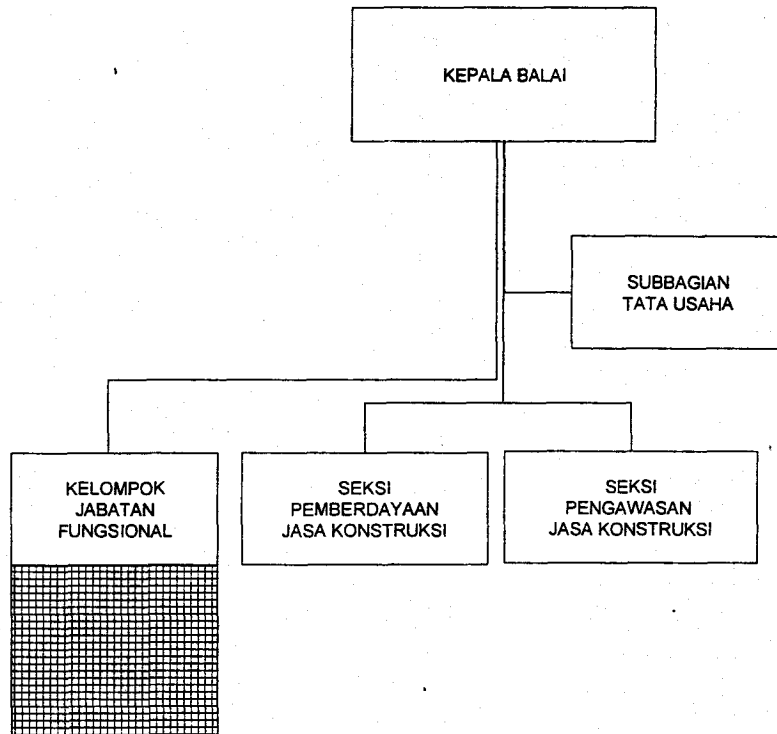 KEPALA BALAI
SUBBAGIAN
TATA USAHA
KELOMPOK
JABATAN
FUNGSIONAL
SEKSI
PEMBERDAYAAN
JASA KONSTRUKSI
SEKSI
PENGAWASAN
JASA KONSTRUKSI